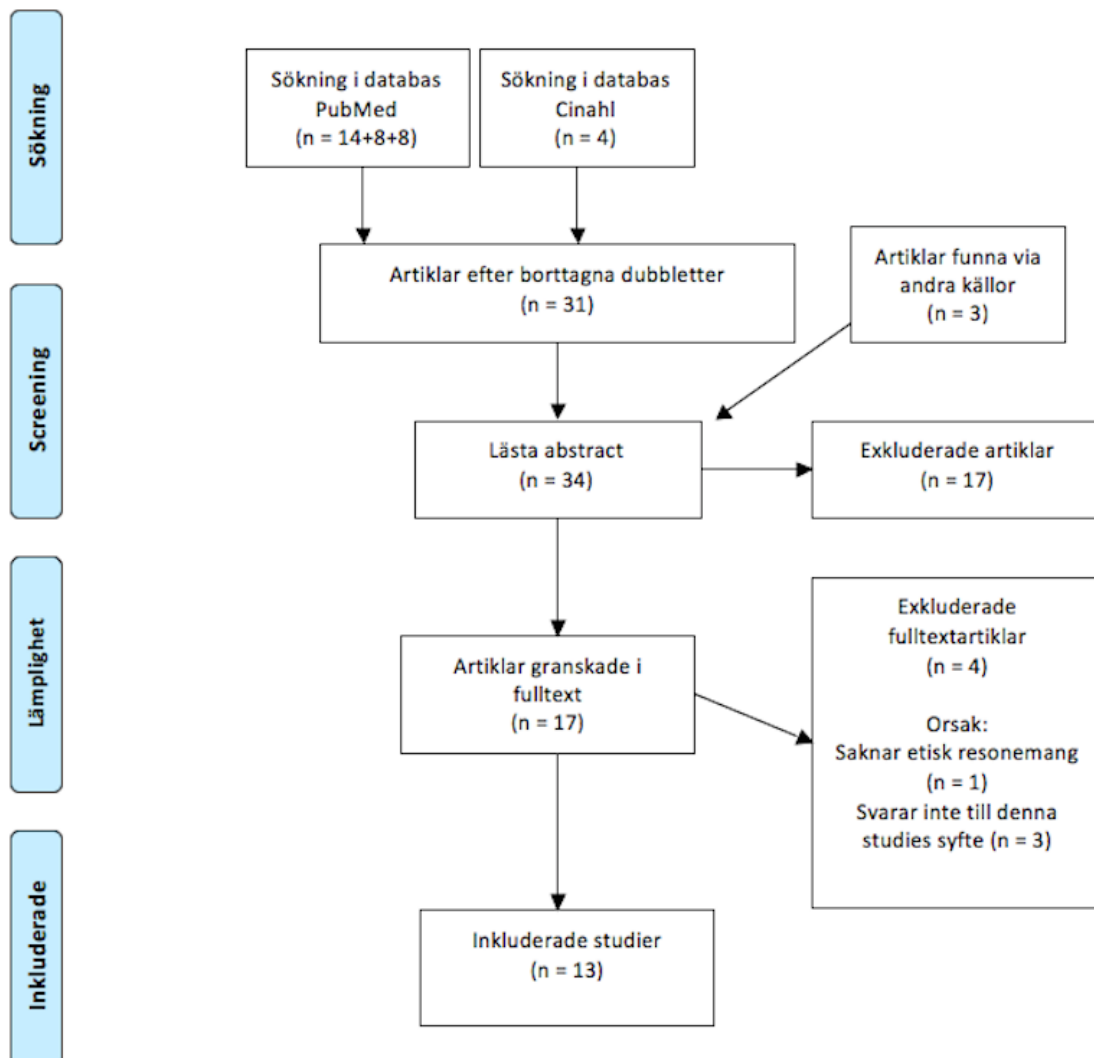 Sökning
Sökning i databas
PubMed
(n = 14+8+8)
Sökning i databas
Cinahl
(n = 4)
Artiklar efter borttagna dubbletter
(n = 31)
Artiklar funna via
andra källor
(n = 3)
Screening
Lästa abstract
(n = 34)
Exkluderade artiklar
(n = 17)
Lämplighet
Artiklar granskade i
fulltext
(n = 17)
Exkluderade
fulltextartiklar
(n = 4)
Orsak:
Saknar etisk resonemang
(n = 1)
Svarar inte till denna
studies syfte (n = 3)
Inkluderade
Inkluderade studier
(n = 13)